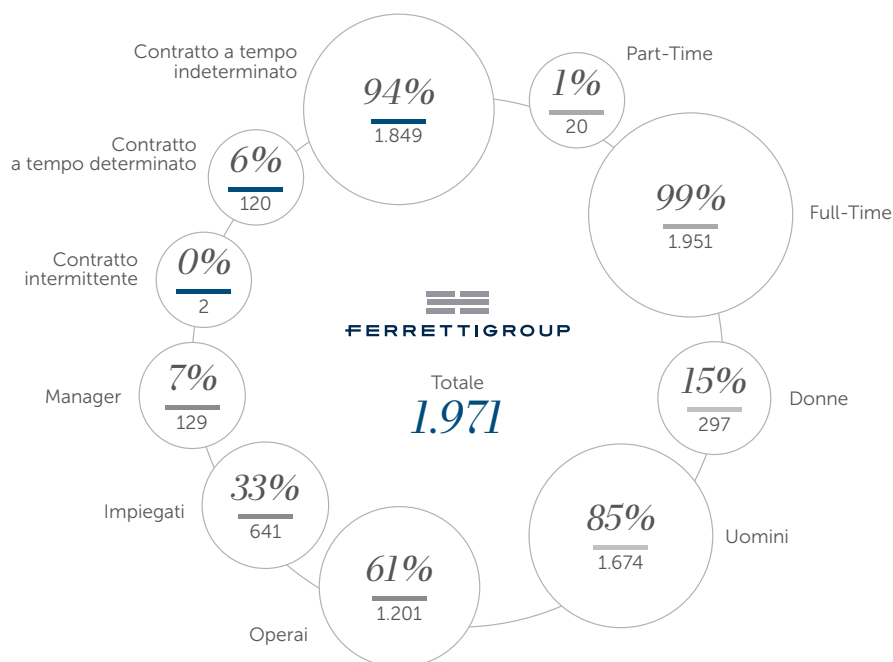 Contratto a tempo
indeterminato
94%
1.849
Part-Time
1%
20
Contratto
a tempo determinato
6%
120
99%
1.951
Full-Time
Contratto
intermittente
0%
2
FERRETTIGROUP
Totale
1.971
Manager
7%
129
15%
297
Donne
Impiegati
33%
641
85%
1.674
Uomini
61%
1.201
Operai